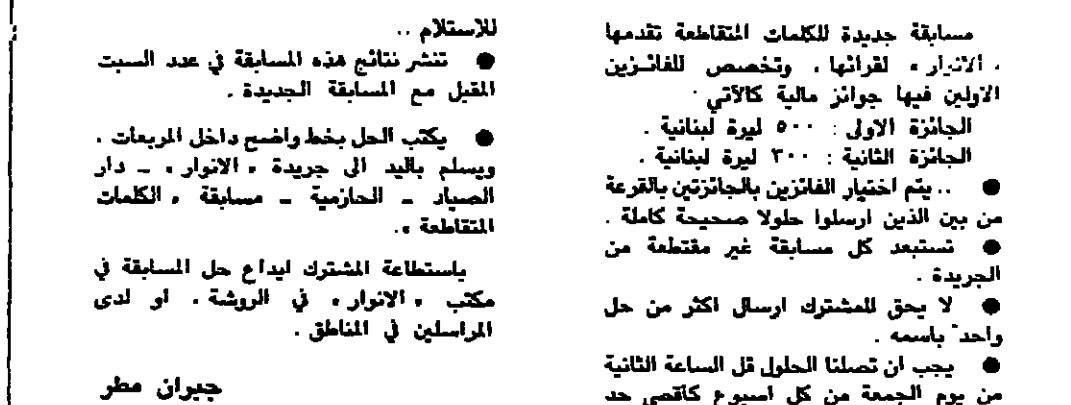 مسابقة جديدة للكلمات المتقاطعة تقدمها
« الانوار » لقرائها ، وتخصص للفائـزين
الاولين فيها جوائز مالية كالآتي :
الجائزة الاولى : ٥٠٠ ليرة لبنانية .
الجائزة الثانية : ٣٠٠ ليرة لبنانية .
● .. يتم اختيار الفائزين بالجائزتين بالقرعة
من بين الذين ارسلوا حلولا صحيحة كاملة .
● تستبعد كل مسابقة غير مقتطعة من
الجريدة .
● لا يحق للمشترك ارسال اكثر من حل
واحد باسمه .
● يجب ان تصلنا الحلول قل الساعة الثانية
من يوم الجمعة من كل اسبوع كأقصى حد
للاستلام ..
● تنشر نتائج هذه المسابقة في عدد السبت
المقبل مع المسابقة الجديدة .
● يكتب الحل بخط واضح داخل المربعات ،
ويسلم باليد الى جريدة « الانوار » ـ دار
الصياد ـ الحازمية ـ مسابقة « الكلمات
المتقاطعة ».
باستطاعة المشترك ايداع حل المسابقة في
مكتب « الانوار » في الروشة ، او لدى
المراسلين في المناطق .
جبران مطر